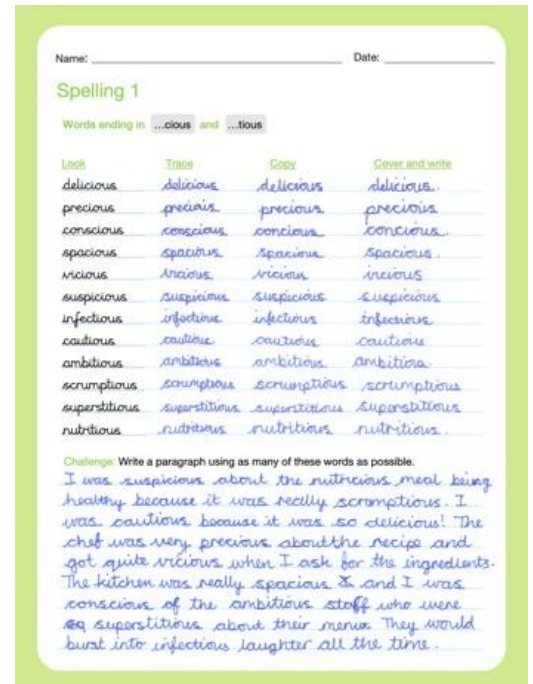 Name: Date:
Spelling 1
Words ending in ...cious and ...tious
Look Trace Copy Cover and write
delicious delicious delicious delicious.
precious precious precious precious
conscious conscious concious concious.
spacious spacious spacious spacious.
vicious vicious vicious vicious
suspicious suspicious suspicious suspicious
infectious infectious infectious infectious
cautious cautious cautious cautious
ambitious ambitious ambitious ambitious.
scrumptious scrumptious scrumptious scrumptious
superstitious superstitious superstitious superstitious
nutritious nutritious nutritious nutritious.
Challenge: Write a paragraph using as many of these words as possible.
I was suspicious about the nutricious meal being
healthy because it was really scromptious. I
was cautious because it was so delicious! The
chef was very precious about the recipe and
got quite vicious when I ask for the ingredients.
The kitchen was really spacious and I was
conscious of the ambitious staff who were
superstitious about their menus They would
burst into infectious laughter all the time.